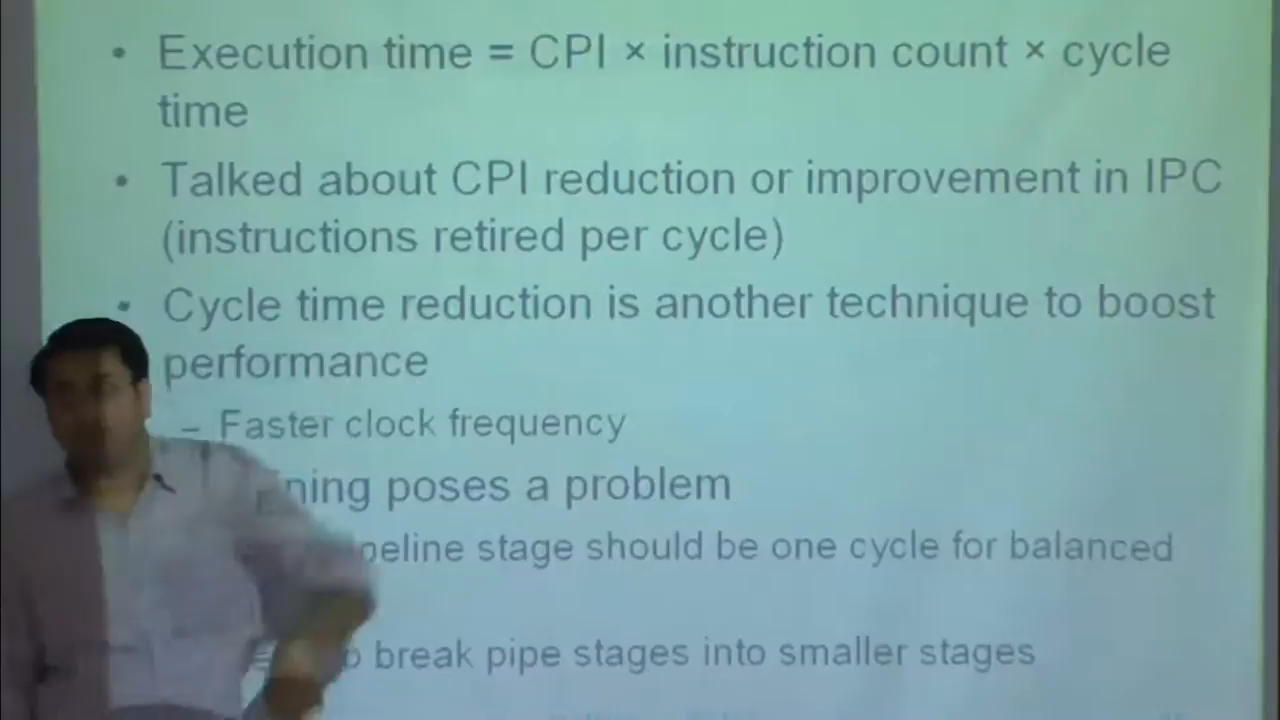 • Execution time = CPI × instruction count × cycle
time
• Talked about CPI reduction or improvement in IPC
(instructions retired per cycle)
• Cycle time reduction is another technique to boost
performance
– Faster clock frequency
poses a problem
stage should be one cycle for balanced
break pipe stages into smaller stages